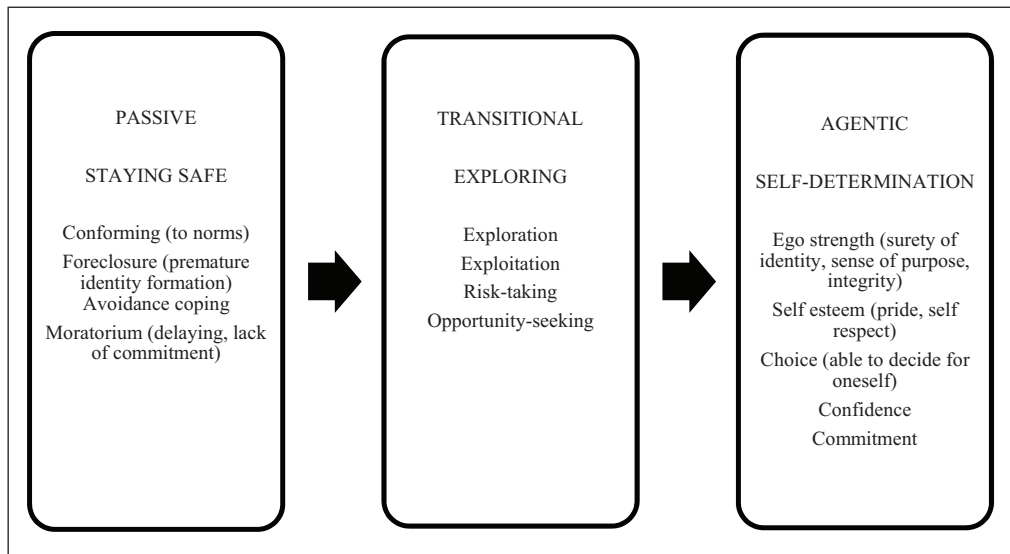 PASSIVE
STAYING SAFE
Conforming (to norms)
Foreclosure (premature
identity formation)
Avoidance coping
Moratorium (delaying, lack
of commitment)
TRANSITIONAL
EXPLORING
Exploration
Exploitation
Risk-taking
Opportunity-seeking
AGENTIC
SELF-DETERMINATION
Ego strength (surety of
identity, sense of purpose,
integrity)
Self esteem (pride, self
respect)
Choice (able to decide for
oneself)
Confidence
Commitment